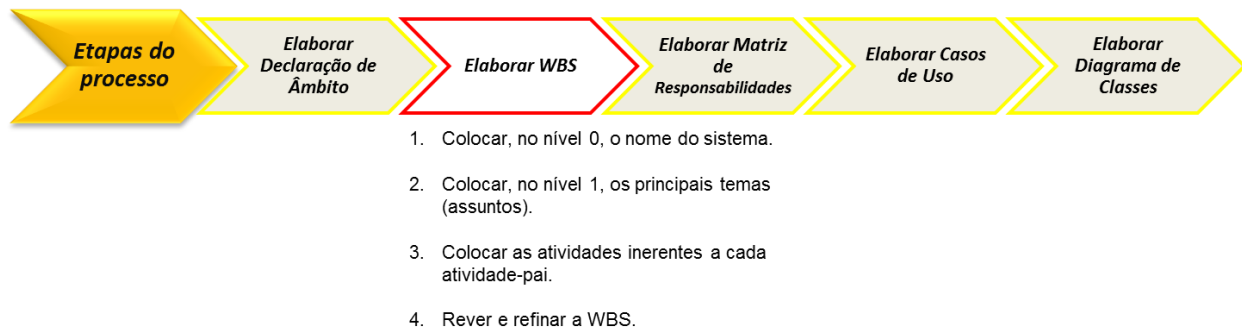 Etapas do
processo
Elaborar
Declaração de
Âmbito
Elaborar WBS
Elaborar Matriz
de
Responsabilidades
Elaborar Casos
de Uso
Elaborar
Diagrama de
Classes
1. Colocar, no nível 0, o nome do sistema.
2. Colocar, no nível 1, os principais temas
(assuntos).
3. Colocar as atividades inerentes a cada
atividade-pai.
4. Rever e refinar a WBS.